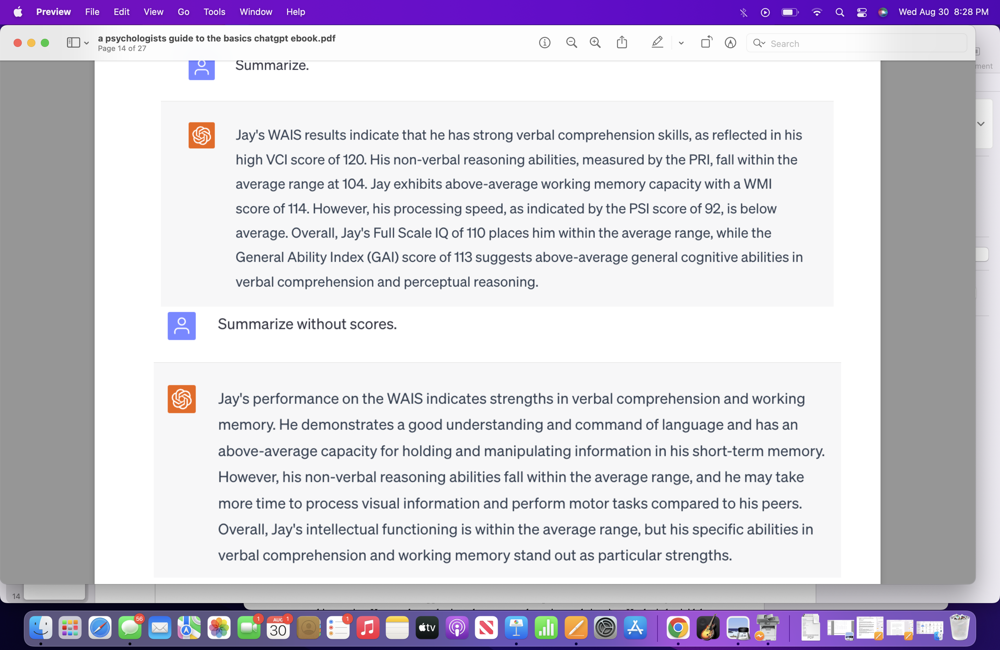 Preview File Edit View Go Tools Window Help Wed Aug 30 8:28 PM
a psychologists guide to the basics chatgpt ebook.pdf
Page 14 of 27
Search
ment
Summarize.
Jay's WAIS results indicate that he has strong verbal comprehension skills, as reflected in his
high VCI score of 120. His non-verbal reasoning abilities, measured by the PRI, fall within the
average range at 104. Jay exhibits above-average working memory capacity with a WMI
score of 114. However, his processing speed, as indicated by the PSI score of 92, is below
average. Overall, Jay's Full Scale IQ of 110 places him within the average range, while the
General Ability Index (GAI) score of 113 suggests above-average general cognitive abilities in
verbal comprehension and perceptual reasoning.
Summarize without scores.
Jay's performance on the WAIS indicates strengths in verbal comprehension and working
memory. He demonstrates a good understanding and command of language and has an
above-average capacity for holding and manipulating information in his short-term memory.
However, his non-verbal reasoning abilities fall within the average range, and he may take
more time to process visual information and perform motor tasks compared to his peers.
Overall, Jay's intellectual functioning is within the average range, but his specific abilities in
verbal comprehension and working memory stand out as particular strengths.
14
56
1
AUG 1
30
1
tv
PDF